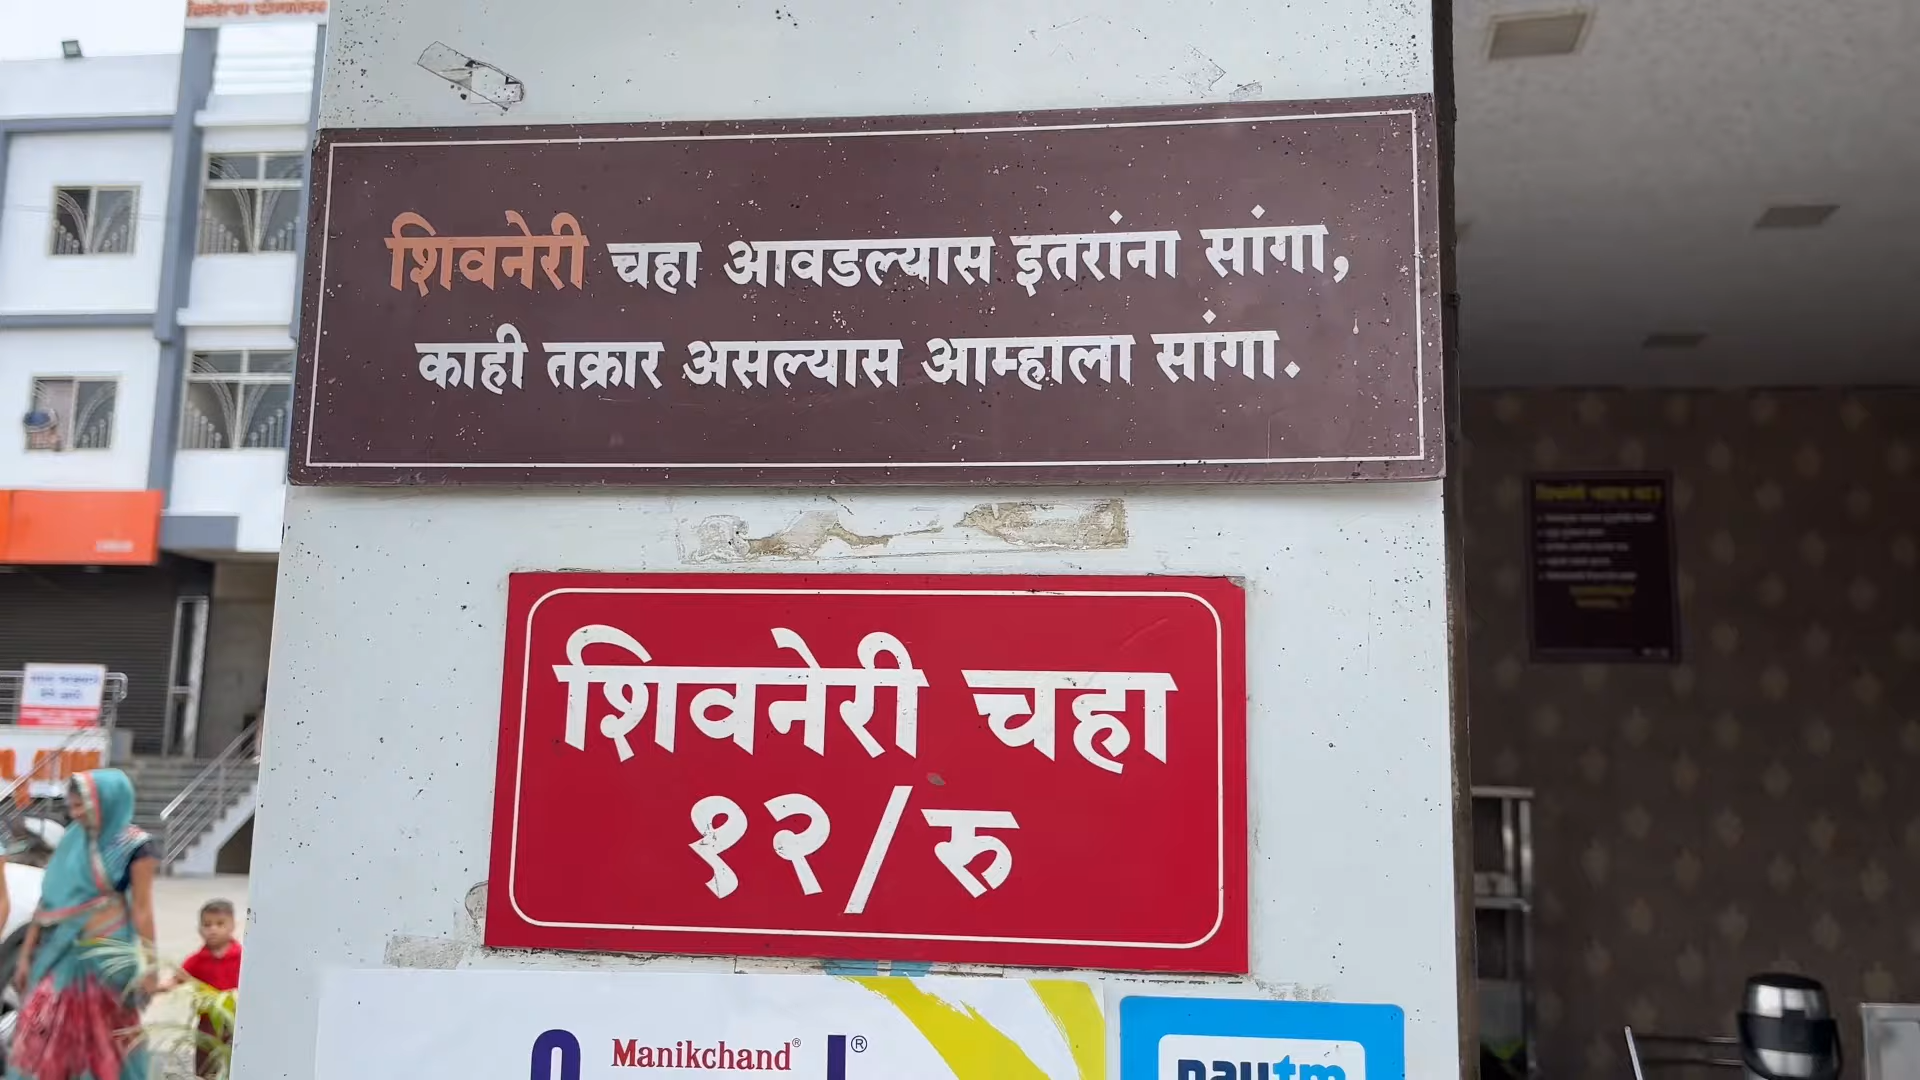 शिवनेरी चहा आवडल्यास इतरांना सांगा,
काही तक्रार असल्यास आम्हाला सांगा.
शिवनेरी चहा
१२/रु
Manikchand®
®
paytm